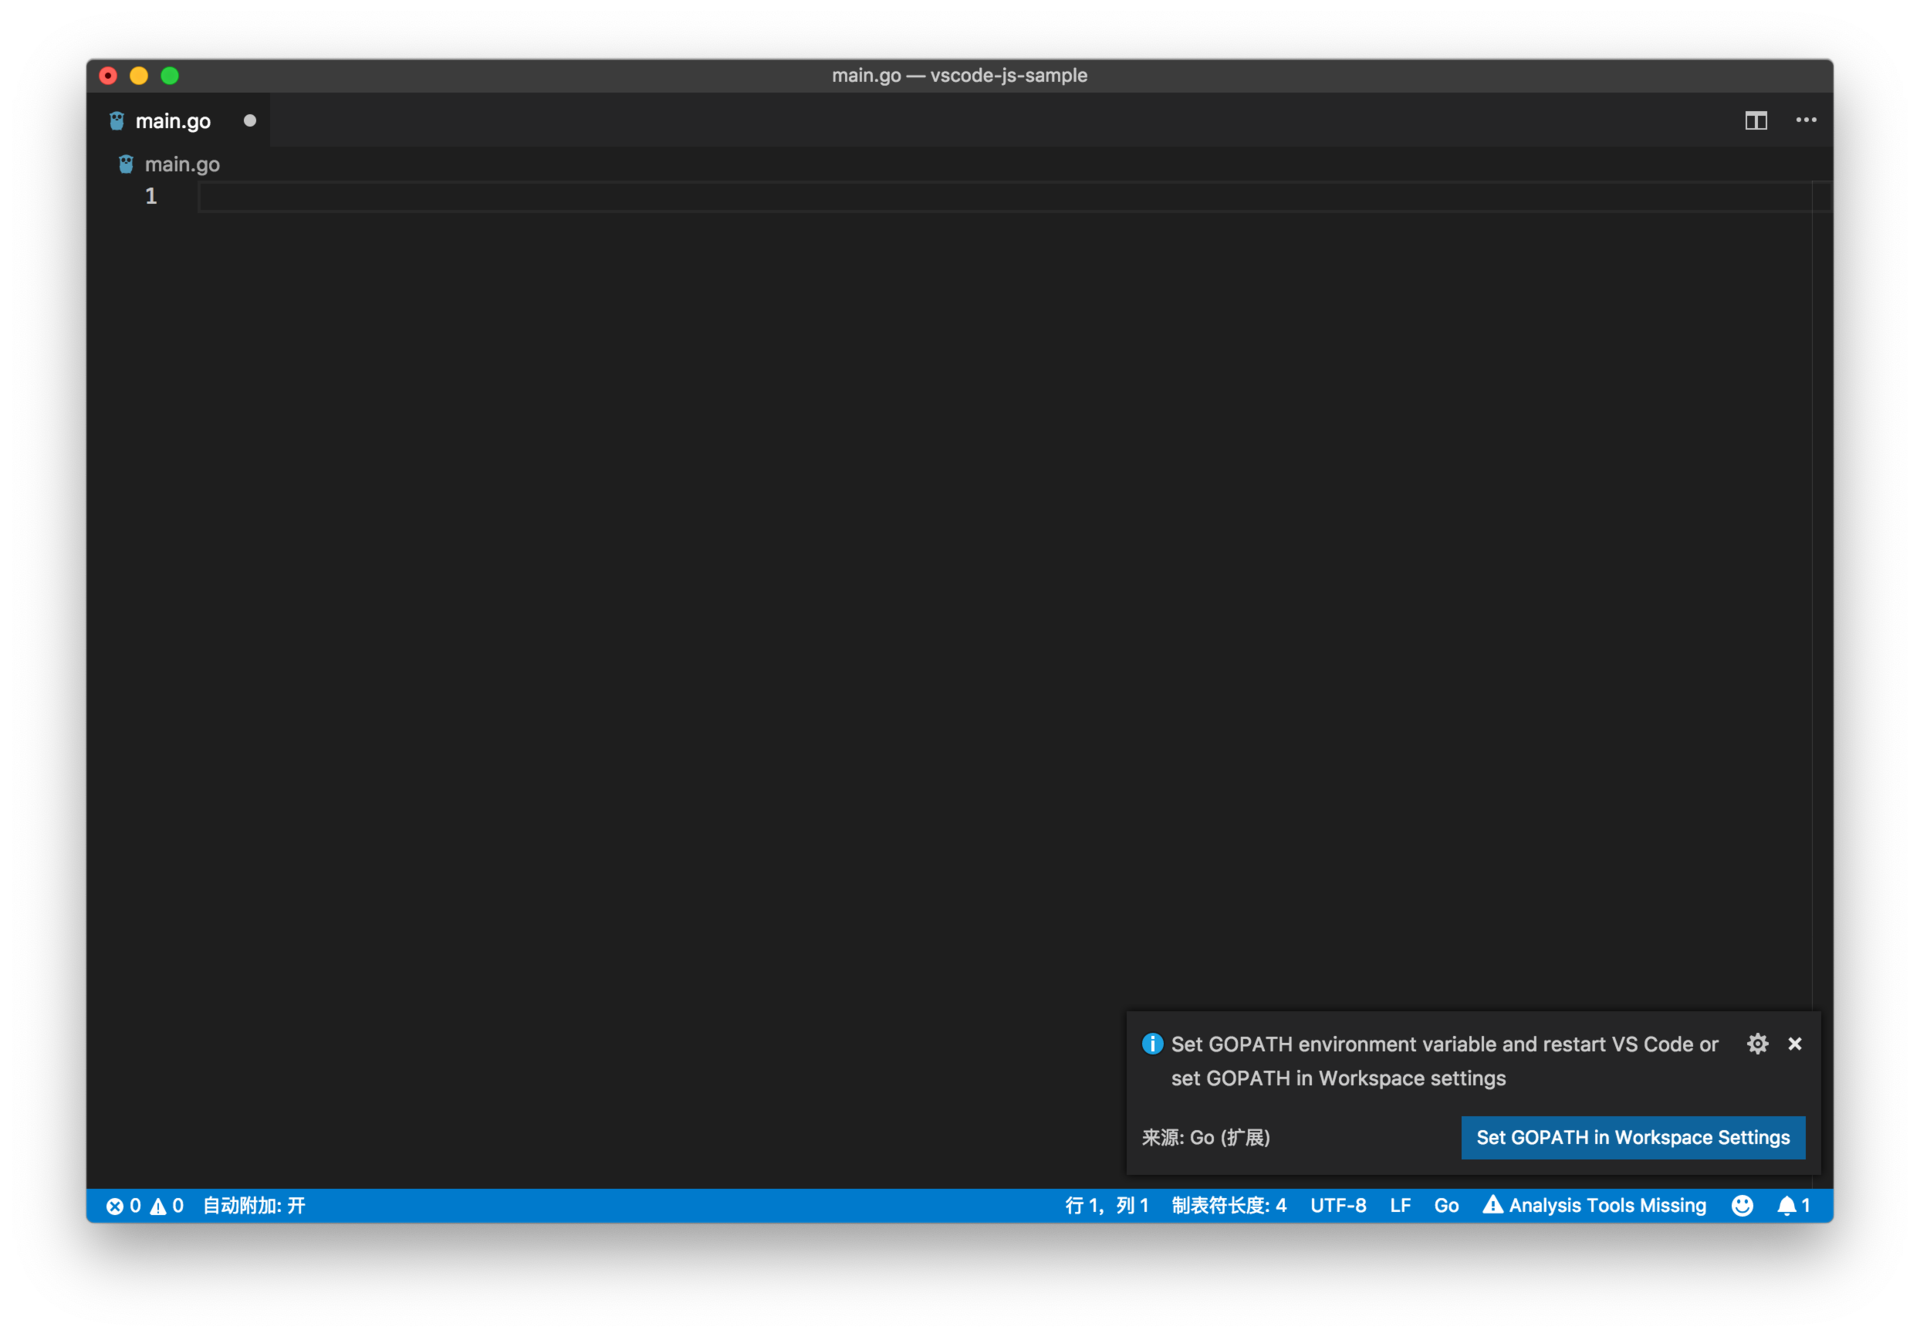 main.go — vscode-js-sample
main.go
main.go
1
Set GOPATH environment variable and restart VS Code or
set GOPATH in Workspace settings
来源: Go (扩展)
Set GOPATH in Workspace Settings
0 0 自动附加: 开 行 1，列 1 制表符长度: 4 UTF-8 LF Go Analysis Tools Missing 1